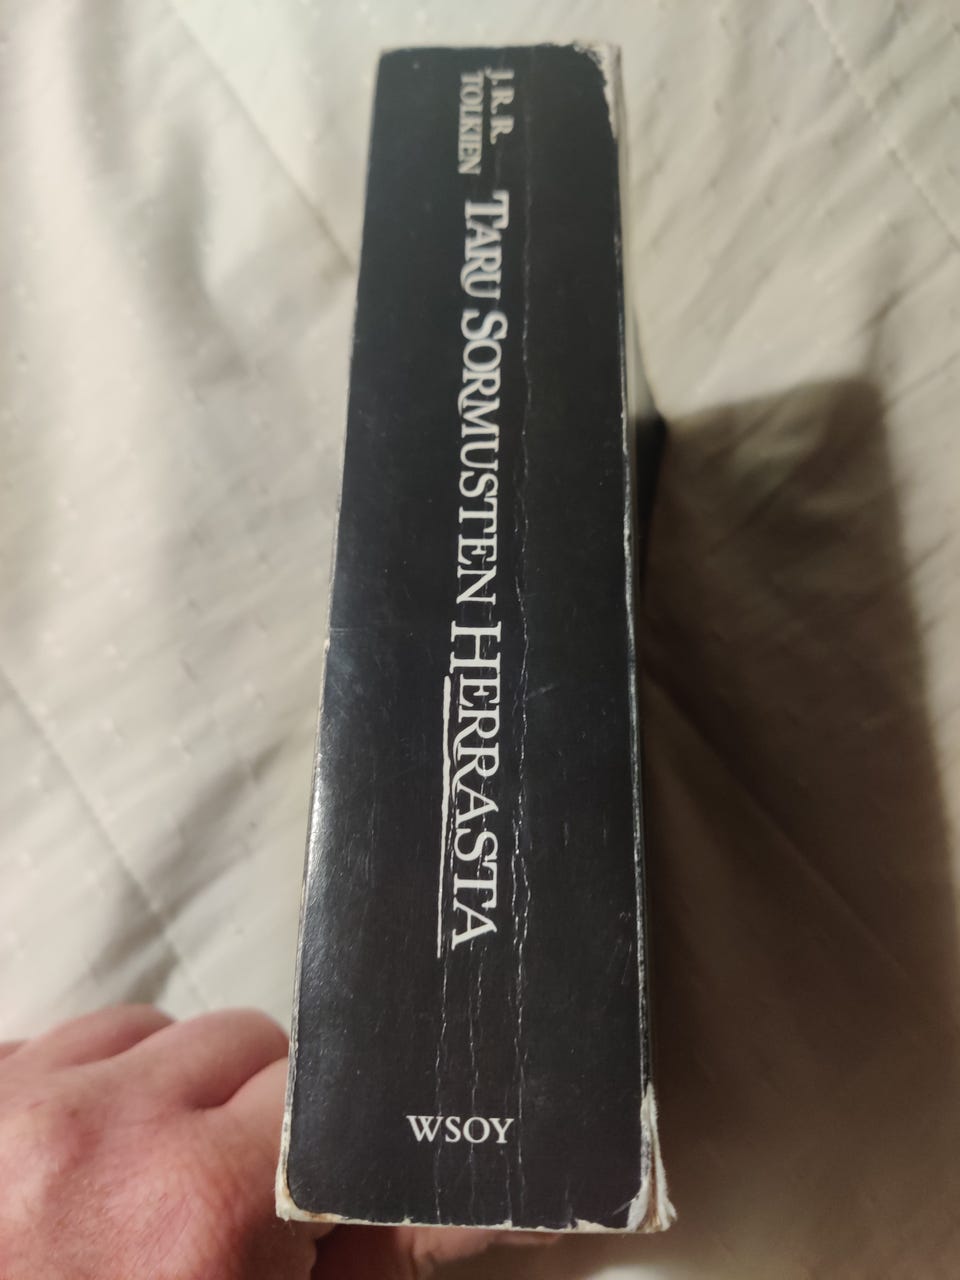 J.R.R.
TOLKIEN
TARU SORMUSTEN HERRASTA
WSOY